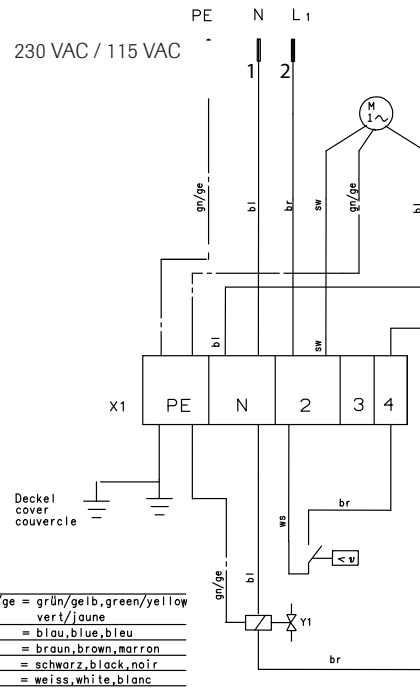 PE N L1
230 VAC / 115 VAC
1 2
M
1~
gn/ge bl br sw gn/ge bl
bl sw
X1 PE N 2 3 4
Deckel
cover
couvercle
br
ws
< υ
gn/ge bl
Y1
/ge = grün/gelb,green/yellow
vert/jaune
= blau,blue,bleu
br
= braun,brown,marron
= schwarz,black,noir
= weiss,white,blanc